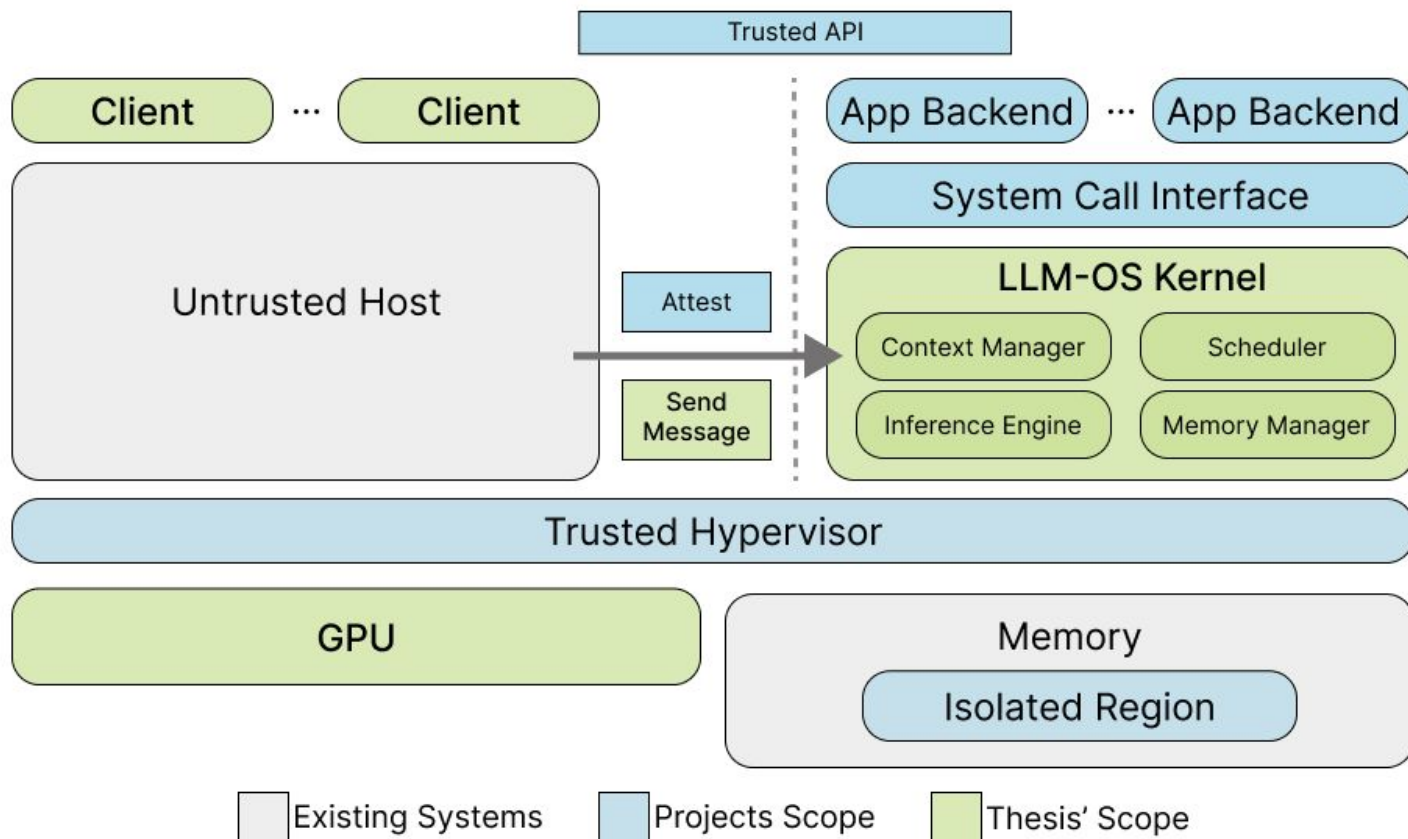 Trusted API
Client ... Client
App Backend ... App Backend
System Call Interface
Untrusted Host
Attest
Send
Message
LLM-OS Kernel
Context Manager
Scheduler
Inference Engine
Memory Manager
Trusted Hypervisor
GPU
Memory
Isolated Region
Existing Systems
Projects Scope
Thesis' Scope